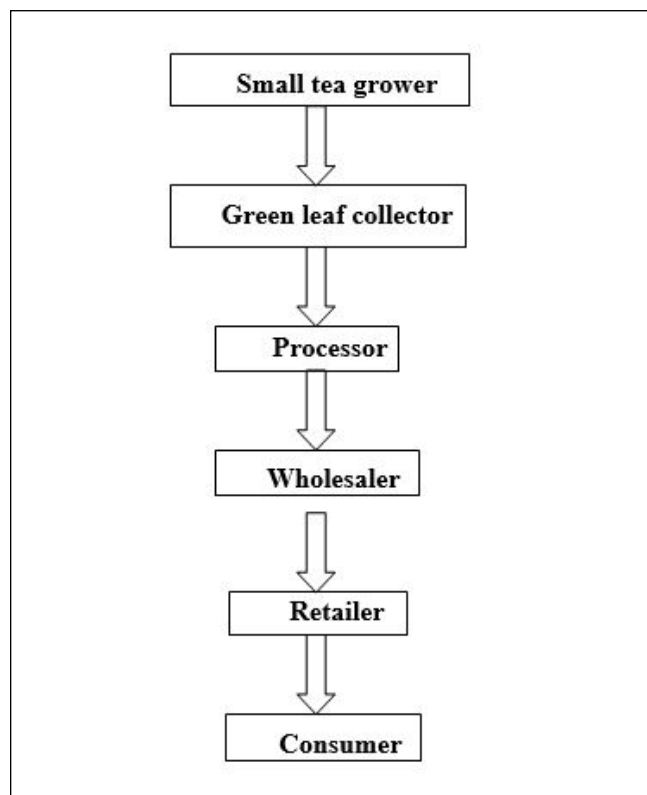 Small tea grower
Green leaf collector
Processor
Wholesaler
Retailer
Consumer